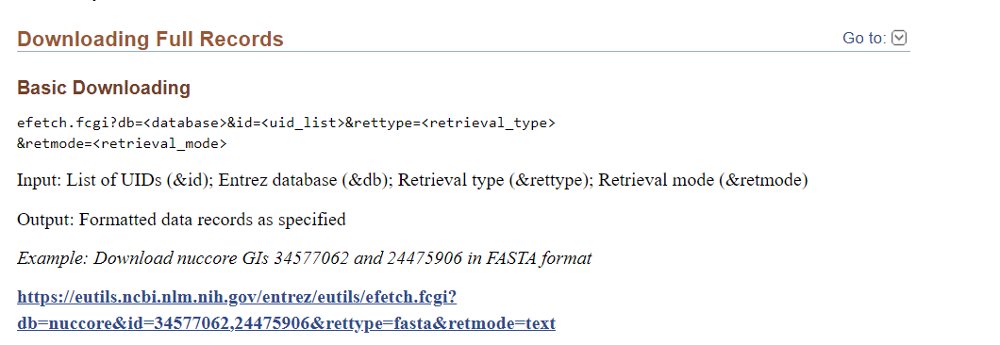 Downloading Full Records
Go to:
Basic Downloading
efetch.fcgi?db=<database>&id=<uid_list>&rettype=<retrieval_type>
&retmode=<retrieval_mode>
Input: List of UIDs (&id); Entrez database (&db); Retrieval type (&rettype); Retrieval mode (&retmode)
Output: Formatted data records as specified
Example: Download nuccore GIs 34577062 and 24475906 in FASTA format
https://eutils.ncbi.nlm.nih.gov/entrez/eutils/efetch.fcgi?
db=nuccore&id=34577062,24475906&rettype=fasta&retmode=text